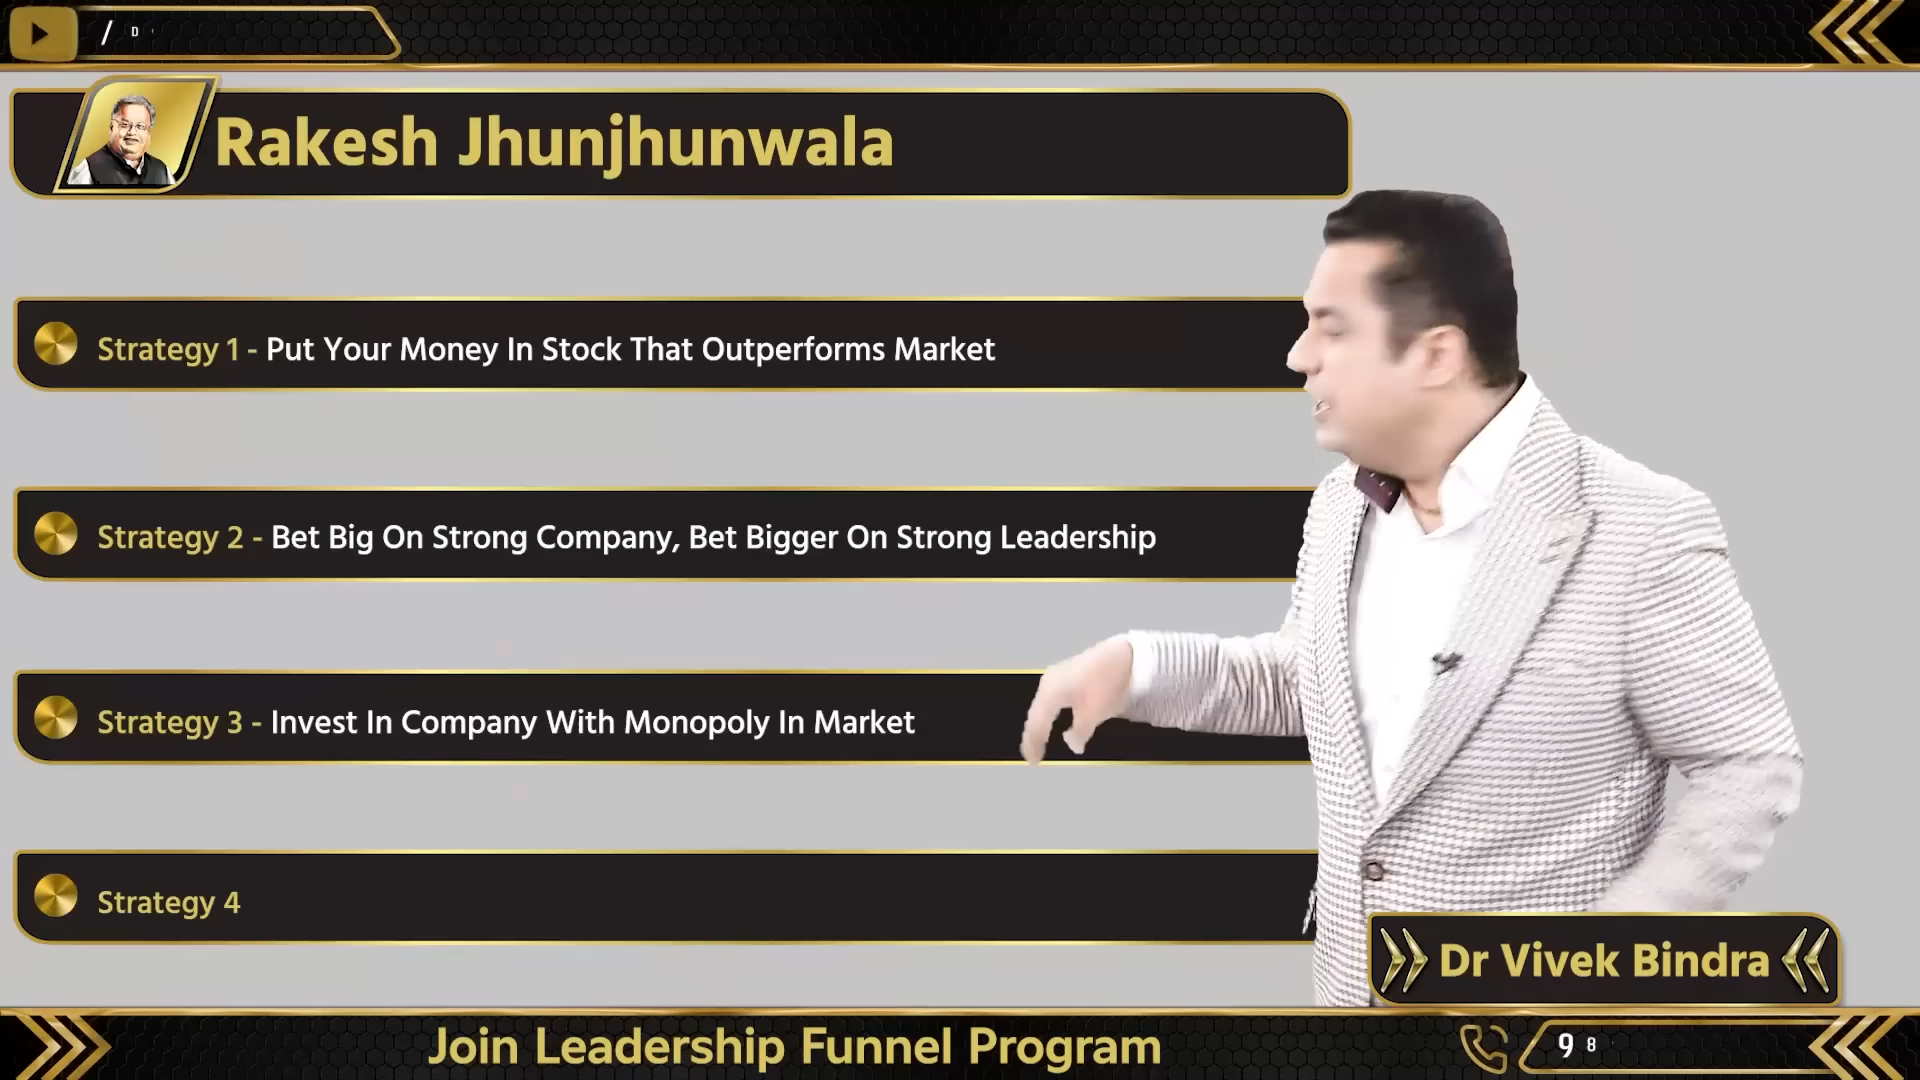 / D
Rakesh Jhunjhunwala
Strategy 1 - Put Your Money In Stock That Outperforms Market
Strategy 2 - Bet Big On Strong Company, Bet Bigger On Strong Leadership
Strategy 3 - Invest In Company With Monopoly In Market
Strategy 4
Dr Vivek Bindra
Join Leadership Funnel Program
9 8